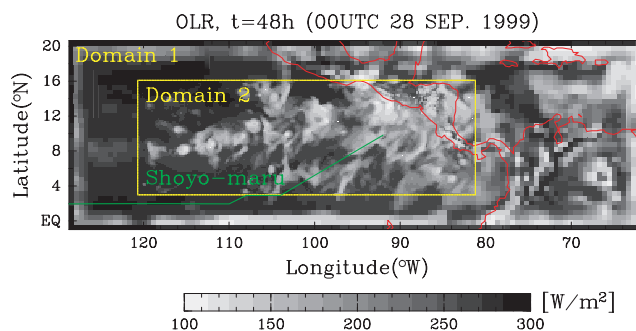 OLR, t=48h (00UTC 28 SEP. 1999)
20
Domain 1
16
Domain 2
12
8
Shoyo-maru
4
EQ
Latitude(°N)
120 110 100 90 80 70
Longitude(°W)
[W/m²]
100 150 200 250 300